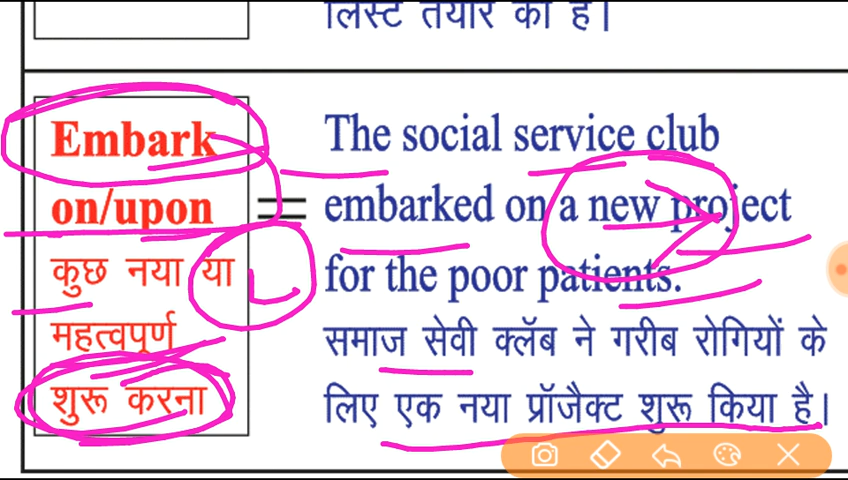 लिस्ट तैयार की है।
Embark
on/upon
कुछ नया या
महत्वपूर्ण
शुरू करना
=
The social service club
embarked on a new project
for the poor patients.
समाज सेवी क्लॅब ने गरीब रोगियों के
लिए एक नया प्रॉजैक्ट शुरू किया है।